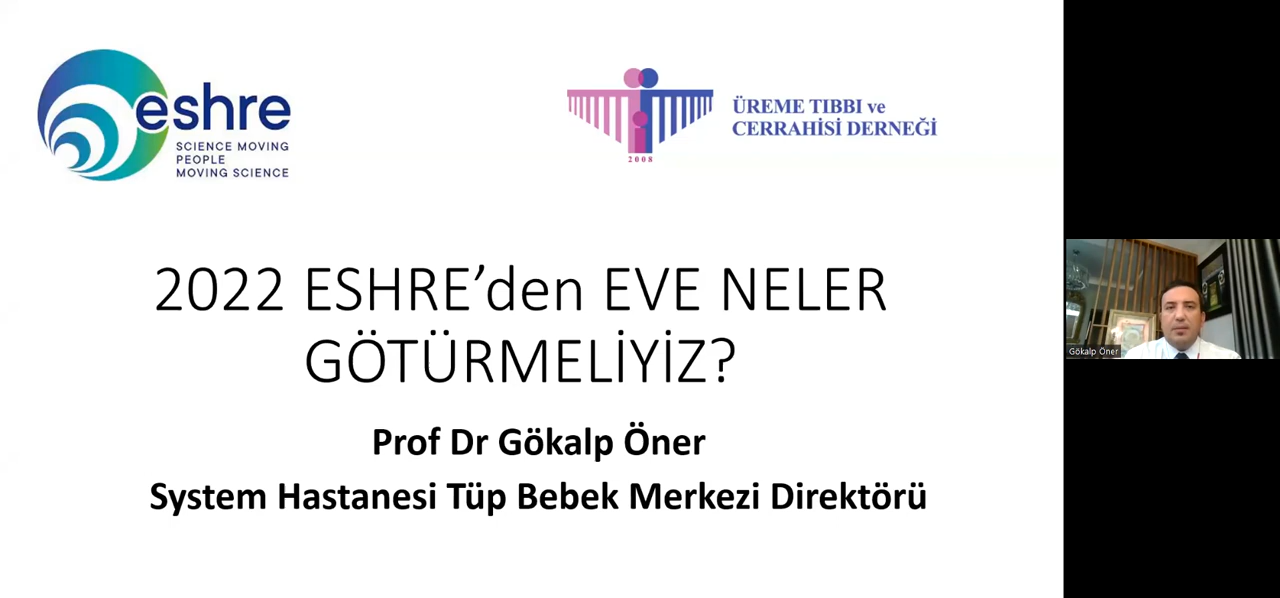 eshre
SCIENCE MOVING
PEOPLE
MOVING SCIENCE
2008
ÜREME TIBBI ve
CERRAHİSİ DERNEĞİ
2022 ESHRE’den EVE NELER
GÖTÜRMELİYİZ?
Prof Dr Gökalp Öner
System Hastanesi Tüp Bebek Merkezi Direktörü
Gökalp Öner